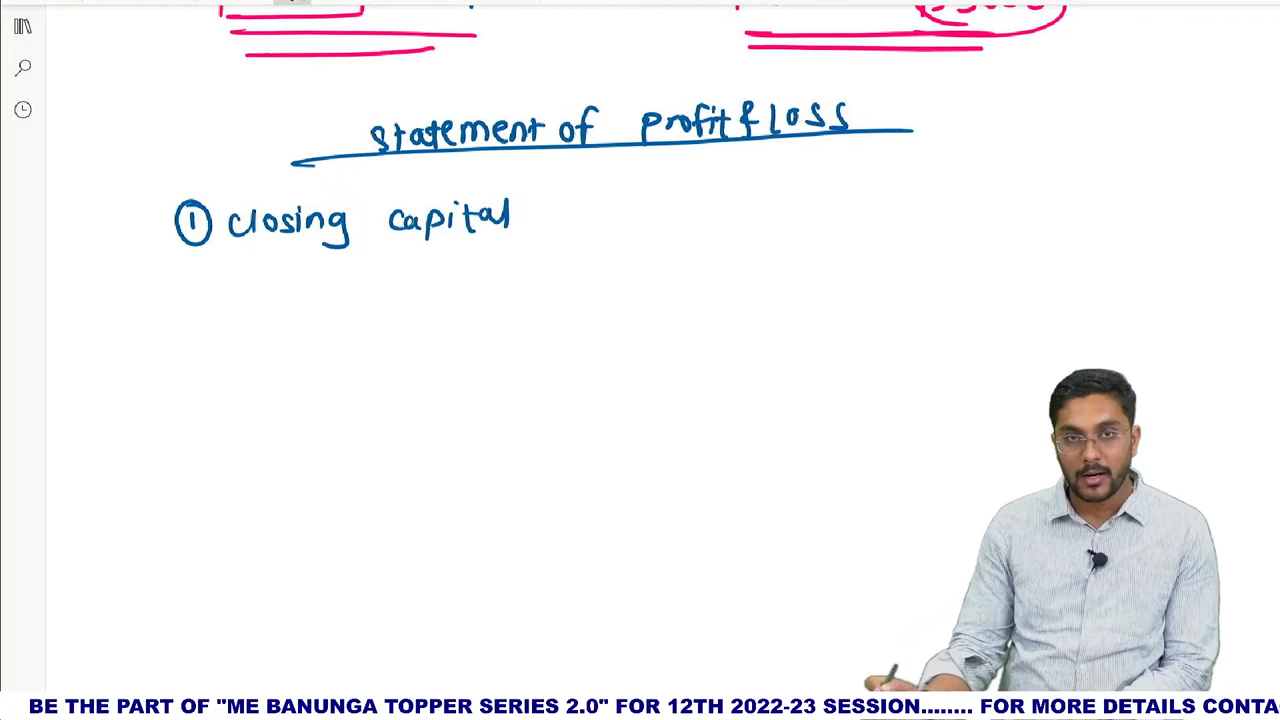 statement of profit & loss
① closing capital
BE THE PART OF "ME BANUNGA TOPPER SERIES 2.0" FOR 12TH 2022-23 SESSION........ FOR MORE DETAILS CONTA